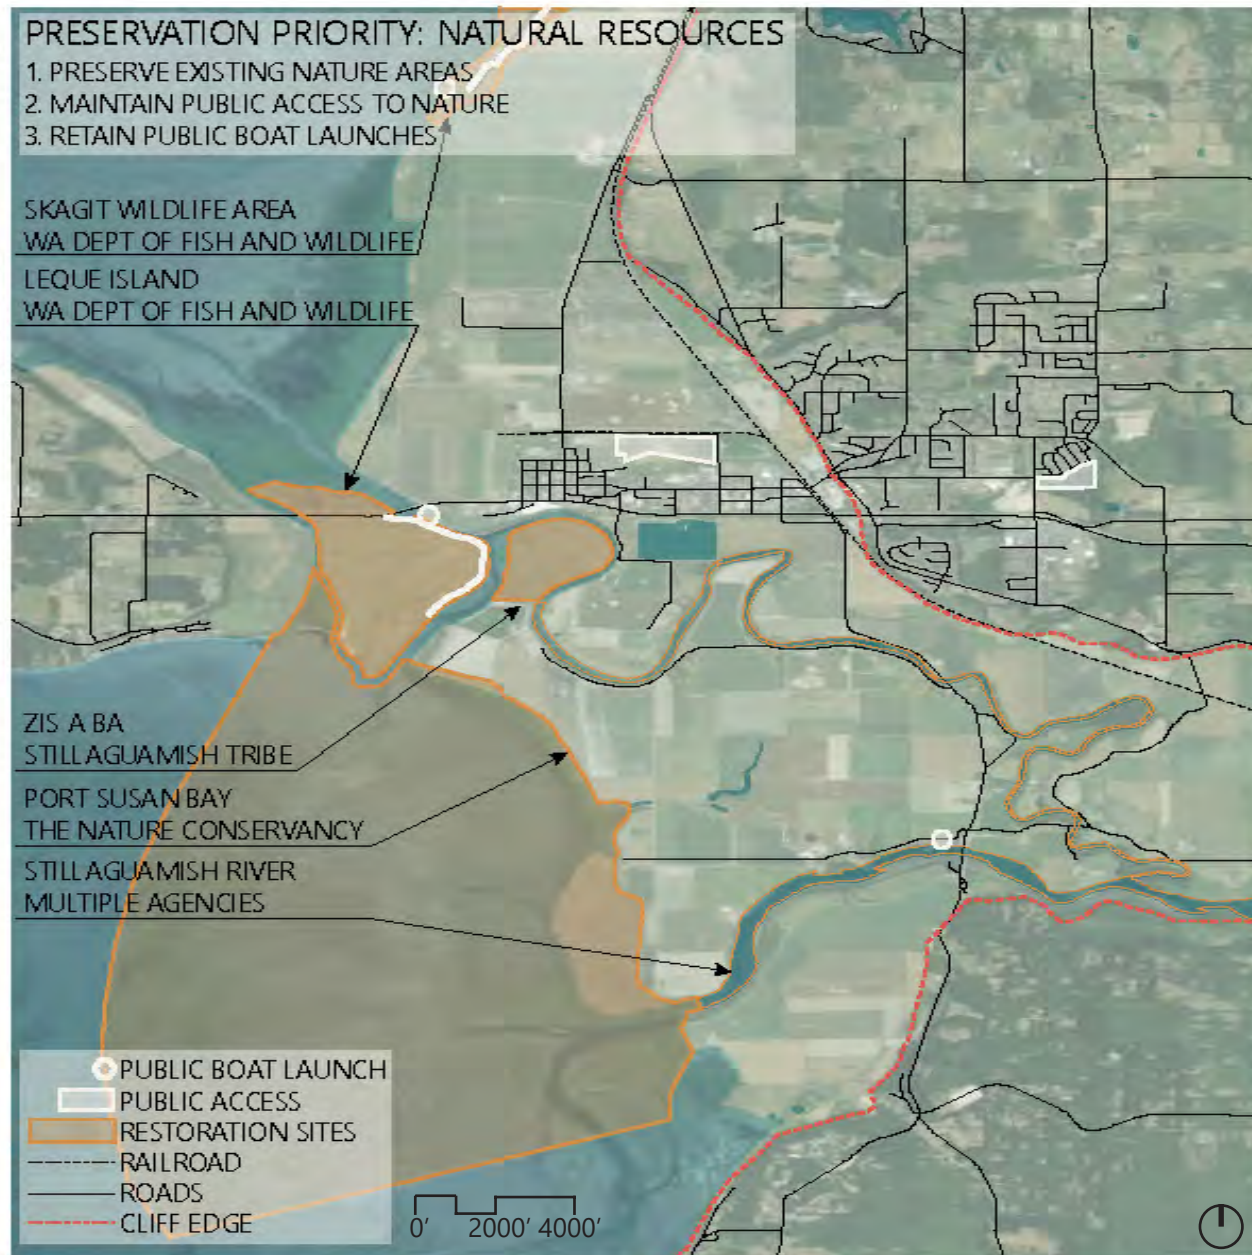 PRESERVATION PRIORITY: NATURAL RESOURCES
1. PRESERVE EXISTING NATURE AREAS
2. MAINTAIN PUBLIC ACCESS TO NATURE
3. RETAIN PUBLIC BOAT LAUNCHES
SKAGIT WILDLIFE AREA
WA DEPT OF FISH AND WILDLIFE
LEQUE ISLAND
WA DEPT OF FISH AND WILDLIFE
ZIS A BA
STILLAGUAMISH TRIBE
PORT SUSAN BAY
THE NATURE CONSERVANCY
STILLAGUAMISH RIVER
MULTIPLE AGENCIES
PUBLIC BOAT LAUNCH
PUBLIC ACCESS
RESTORATION SITES
RAILROAD
ROADS
CLIFF EDGE
0' 2000' 4000'